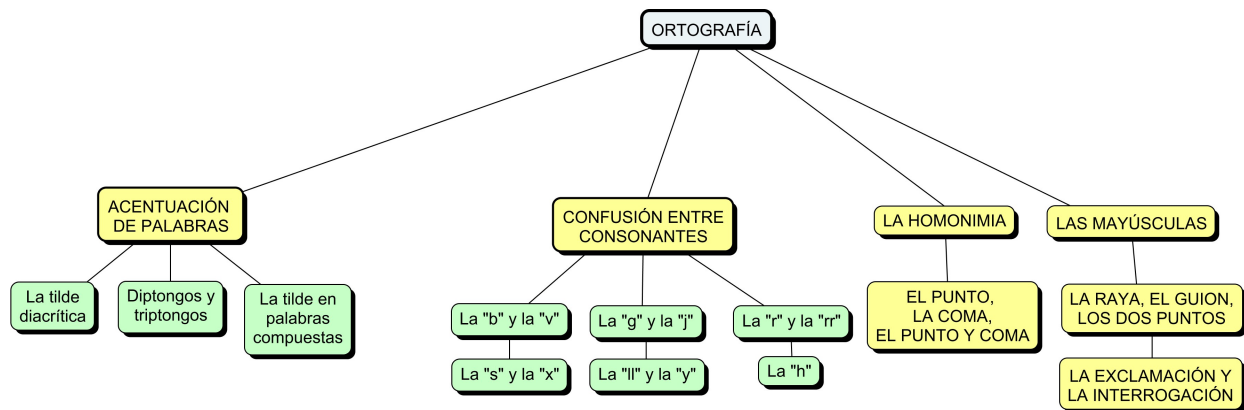 ORTOGRAFÍA
ACENTUACIÓN
DE PALABRAS
La tilde
diacrítica
Diptongos y
triptongos
La tilde en
palabras
compuestas
CONFUSIÓN ENTRE
CONSONANTES
La "b" y la "v"
La "g" y la "j"
La "r" y la "rr"
La "s" y la "x"
La "ll" y la "y"
La "h"
LA HOMONIMIA
EL PUNTO,
LA COMA,
EL PUNTO Y COMA
LAS MAYÚSCULAS
LA RAYA, EL GUION,
LOS DOS PUNTOS
LA EXCLAMACIÓN Y
LA INTERROGACIÓN